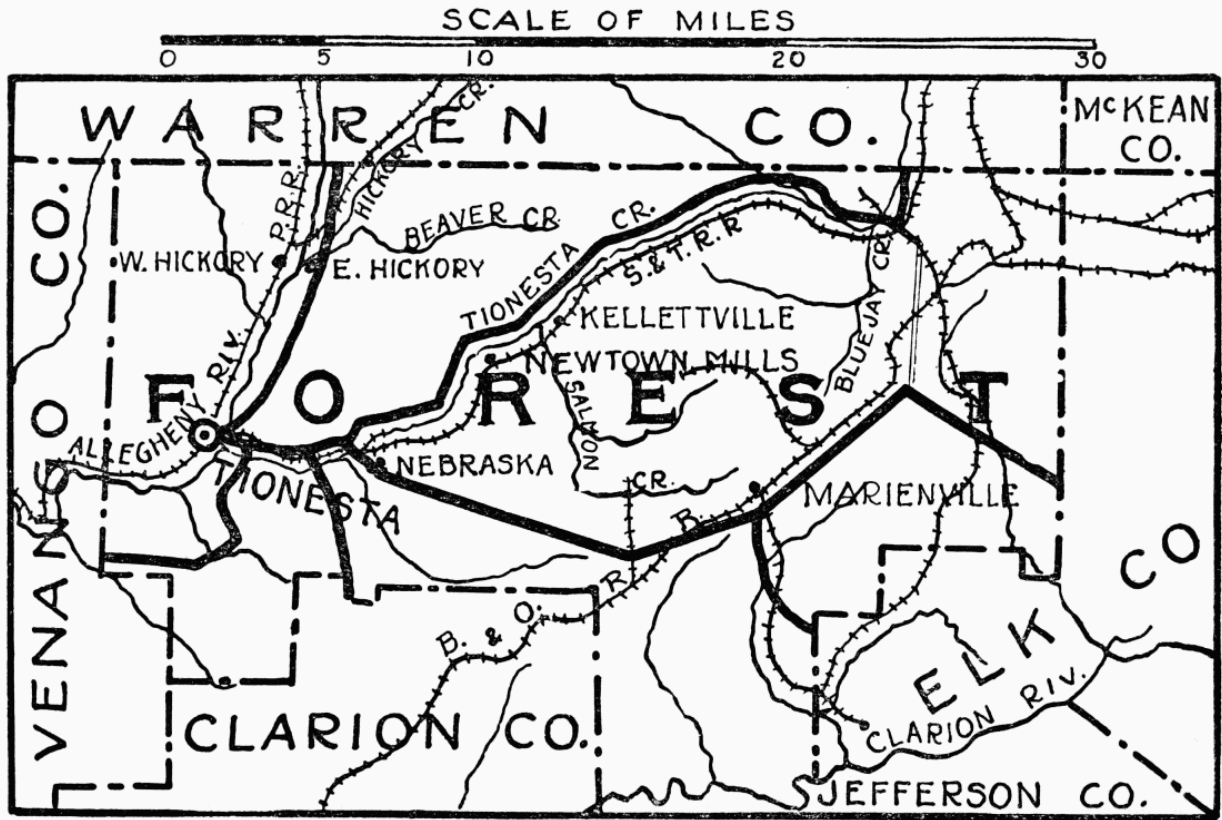 SCALE OF MILES
0 5 10 20 30
WARREN CO.
McKEAN
CO.
VENANGO CO.
P.R.R.
HICKORY CR.
BEAVER CR
W. HICKORY
E. HICKORY
TIONESTA CR.
S. & T. R. R
KELLETTVILLE
NEWTOWN MILLS
BLUEJAY CR.
FOREST
ALLEGHENY RIV.
TIONESTA
NEBRASKA
SALMON CR.
MARIENVILLE
B. & O. R. R.
ELK CO
CLARION RIV.
CLARION CO.
JEFFERSON CO.